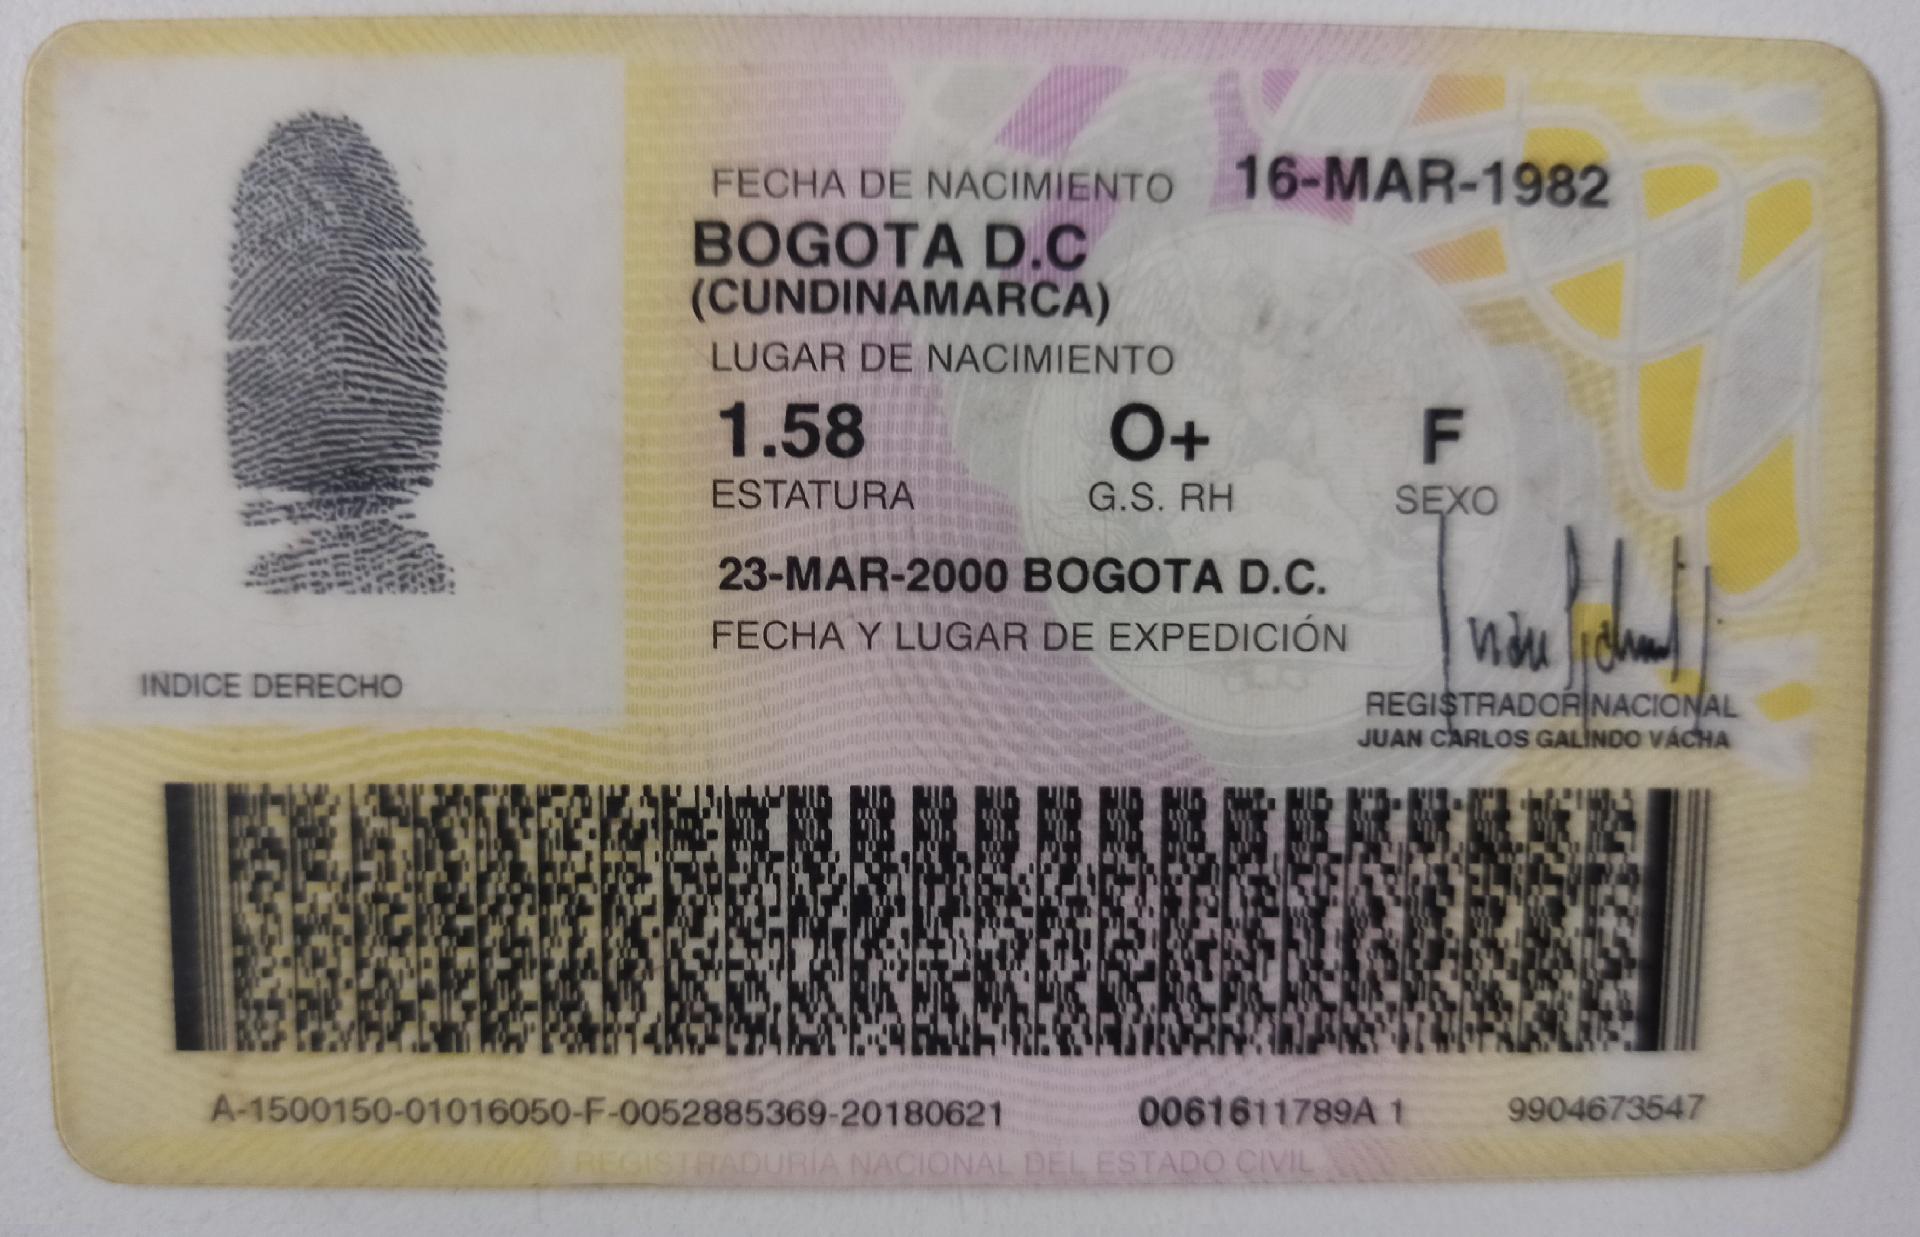 FECHA DE NACIMIENTO 16-MAR-1982
BOGOTA D.C
(CUNDINAMARCA)
LUGAR DE NACIMIENTO
1.58 O+ F
ESTATURA G.S. RH SEXO
23-MAR-2000 BOGOTA D.C.
FECHA Y LUGAR DE EXPEDICIÓN
INDICE DERECHO
REGISTRADOR NACIONAL
JUAN CARLOS GALINDO VÁCHA
A-1500150-01016050-F-0052885369-20180621 0061611789A 1 9904673547
REGISTRADURÍA NACIONAL DEL ESTADO CIVIL